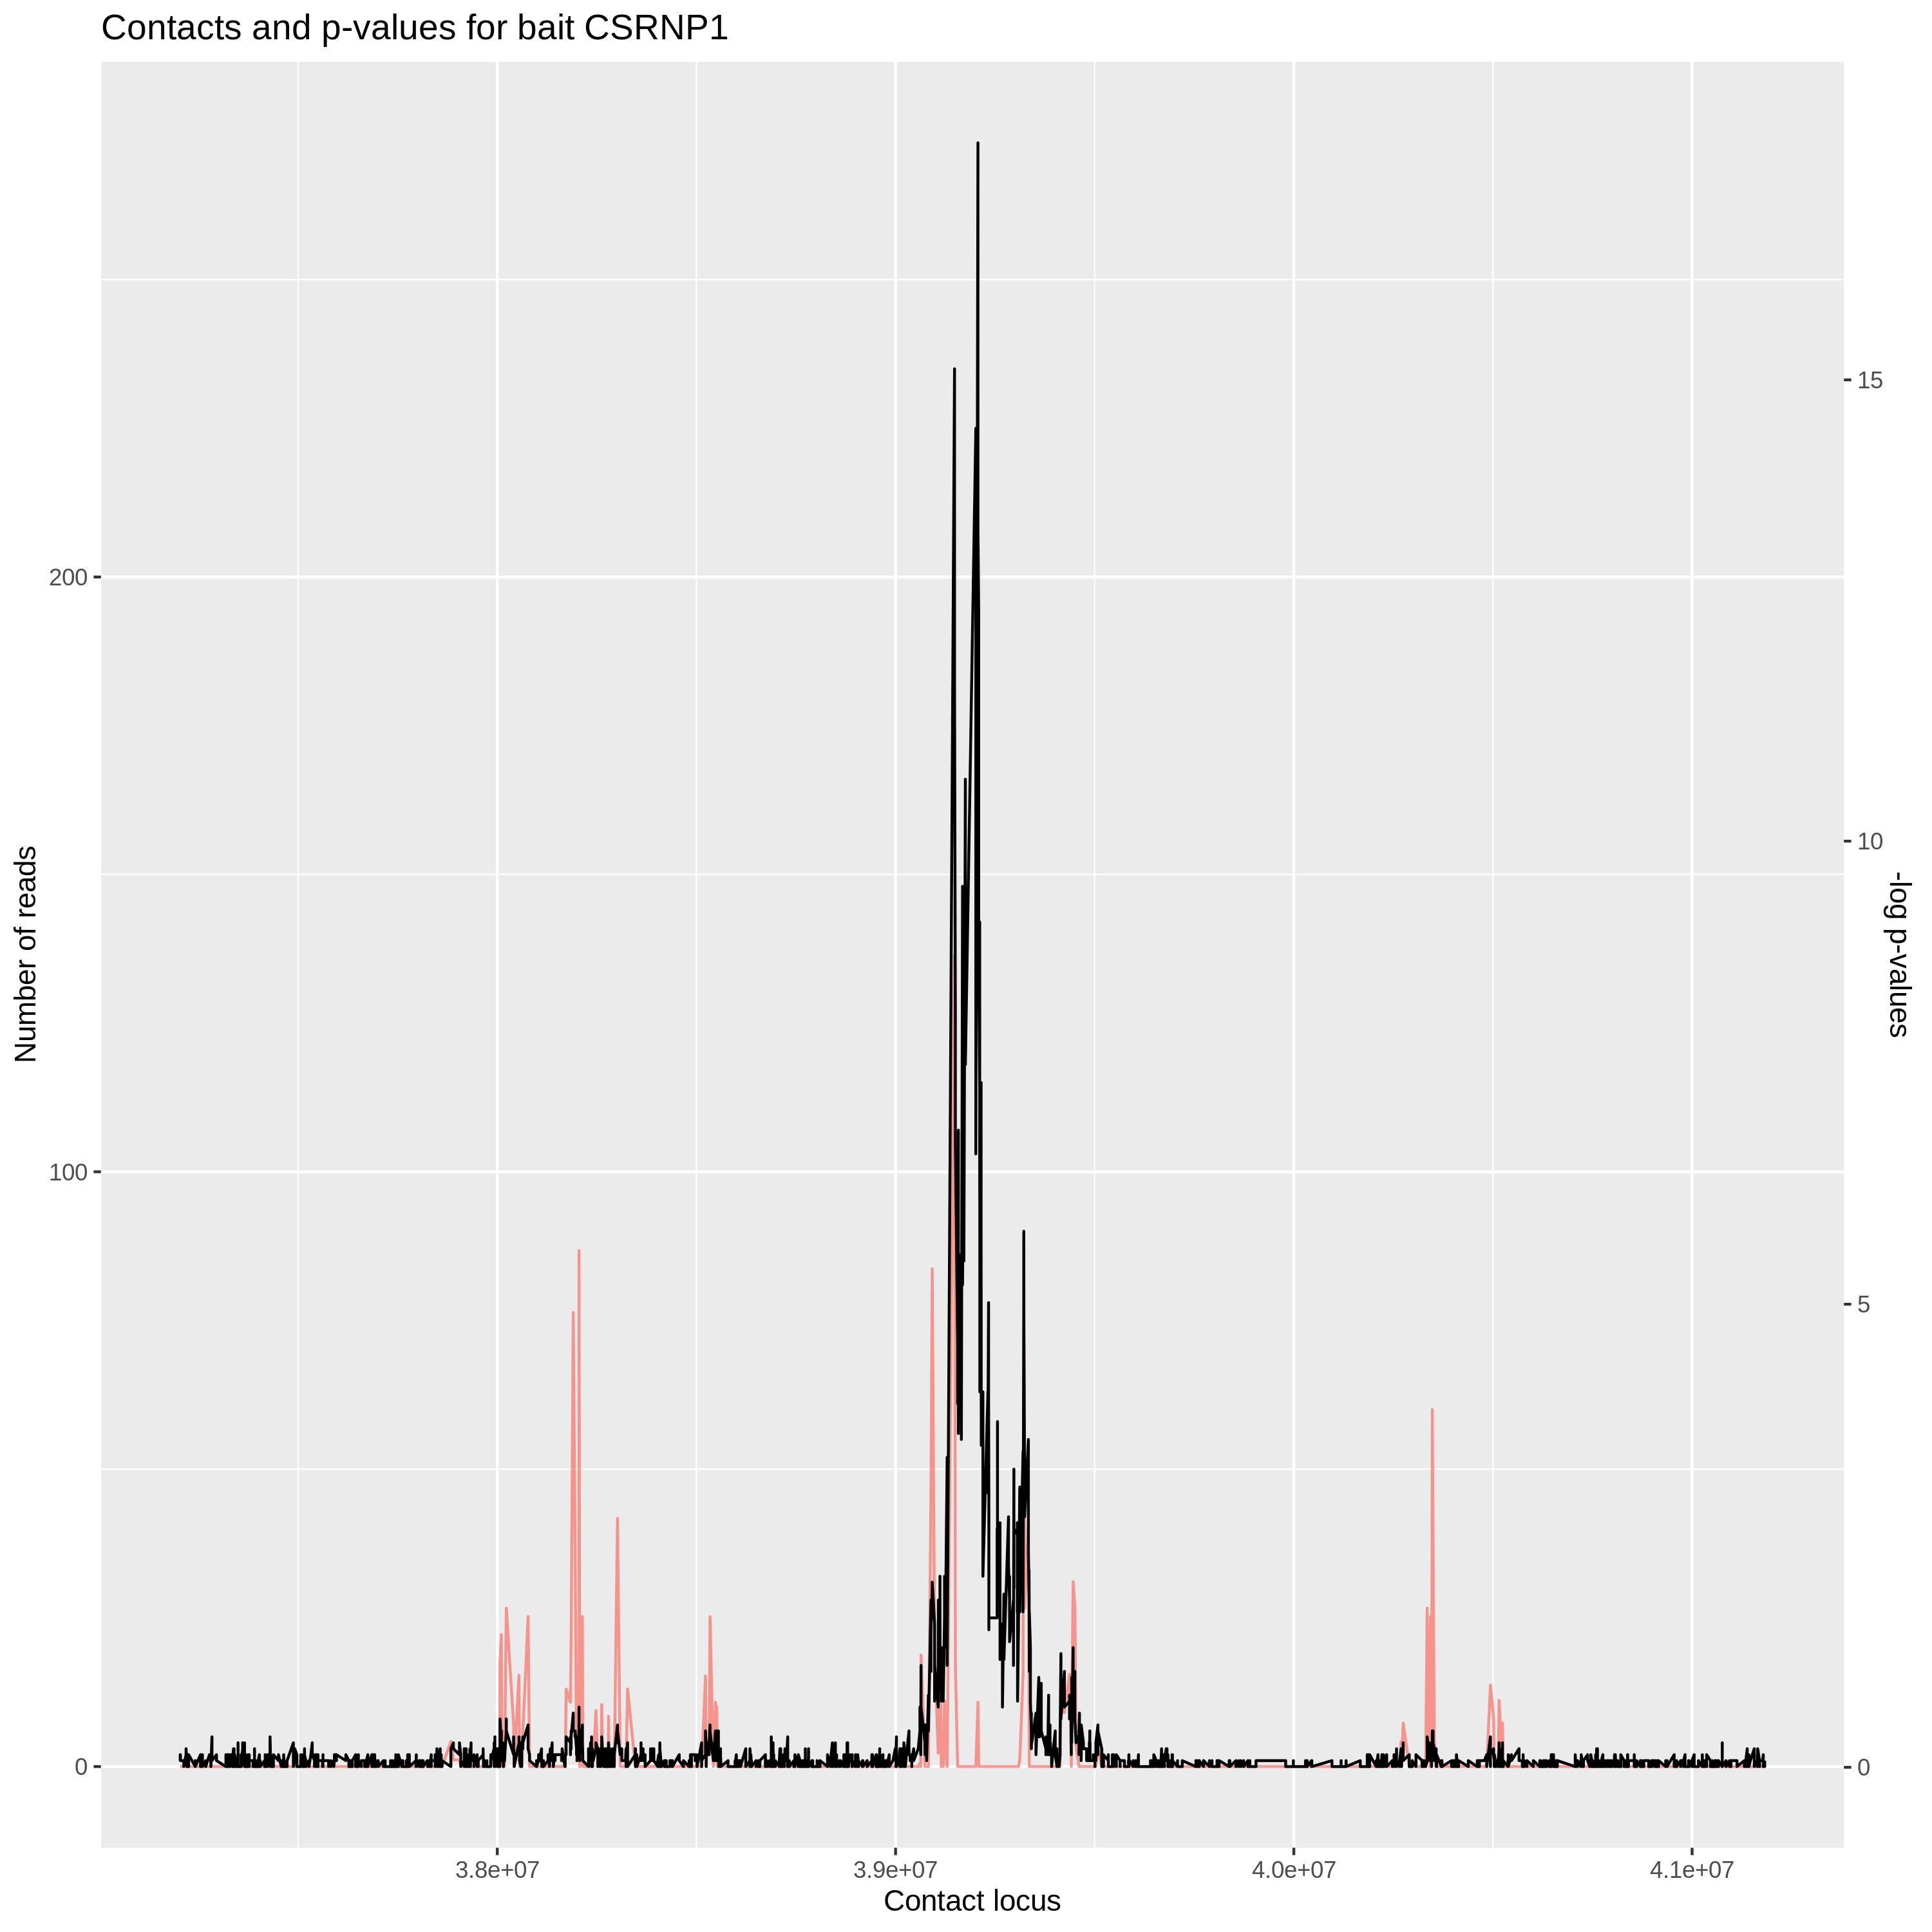 Contacts and p-values for bait CSRNP1
Number of reads
200
100
0
15
10
5
0
-log p-values
3.8e+07
3.9e+07
4.0e+07
4.1e+07
Contact locus